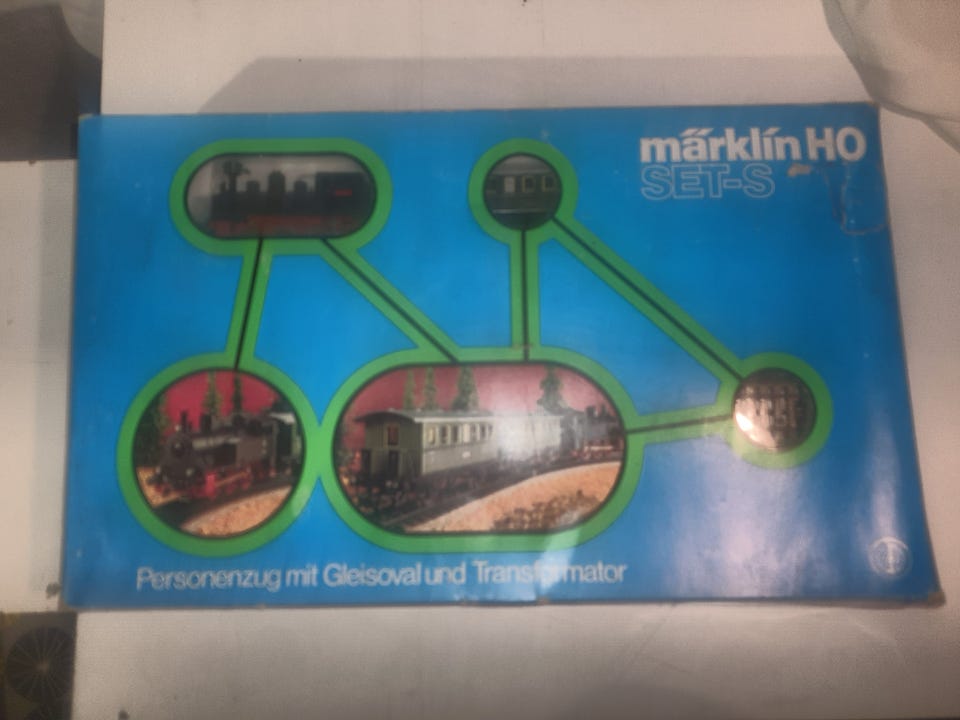 märklin HO
SET-S
Personenzug mit Gleisoval und Transformator